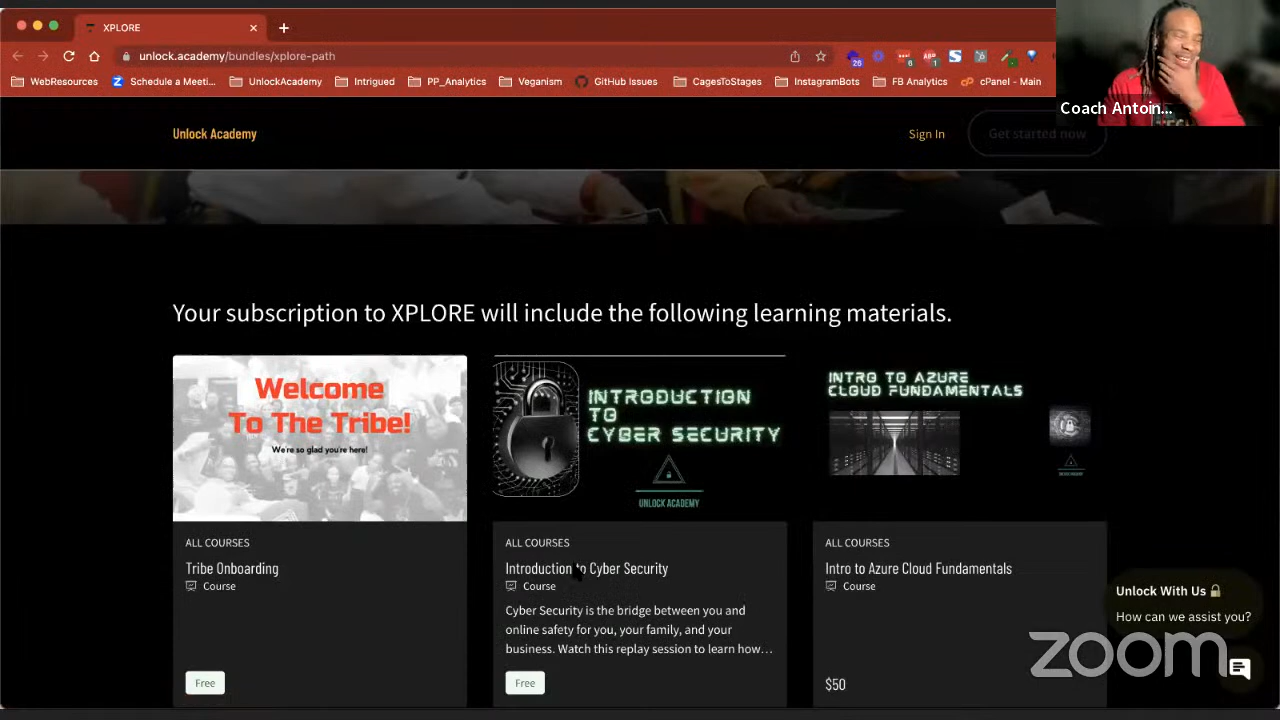 XPLORE
unlock.academy/bundles/xplore-path
26
6
1
WebResources
Schedule a Meeti...
UnlockAcademy
Intrigued
PP_Analytics
Veganism
GitHub Issues
CagesToStages
InstagramBots
FB Analytics
cPanel - Main
Coach Antoin...
Unlock Academy
Sign In
Get started now
Your subscription to XPLORE will include the following learning materials.
Welcome
To The Tribe!
We're so glad you're here!
INTRODUCTION
TO
CYBER SECURITY
UNLOCK ACADEMY
INTRO TO AZURE
CLOUD FUNDAMENTALS
ALL COURSES
Tribe Onboarding
Course
Free
ALL COURSES
Introduction to Cyber Security
Course
Cyber Security is the bridge between you and
online safety for you, your family, and your
business. Watch this replay session to learn how...
Free
ALL COURSES
Intro to Azure Cloud Fundamentals
Course
$50
Unlock With Us
How can we assist you?
zoom